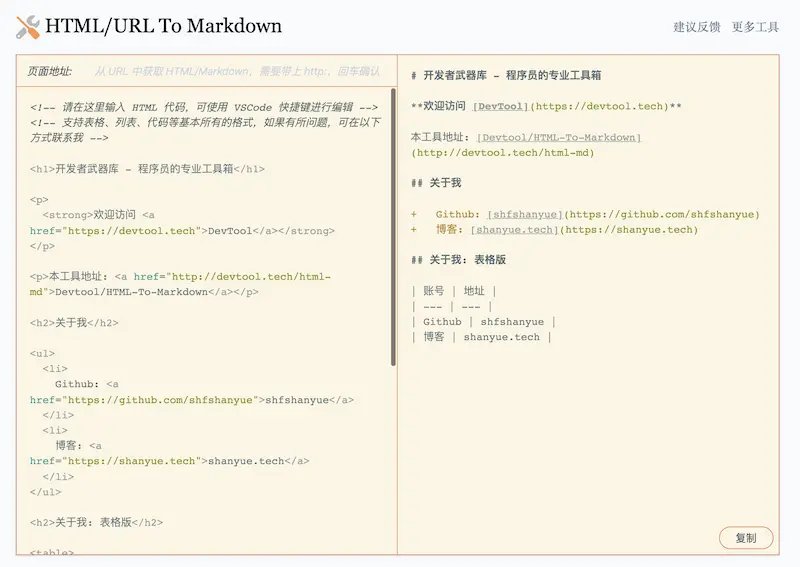 HTML/URL To Markdown
建议反馈 更多工具
页面地址: 从 URL 中获取 HTML/Markdown，需要带上 http:、回车确认
<!-- 请在这里输入 HTML 代码，可使用 VSCode 快捷键进行编辑 -->
<!-- 支持表格、列表、代码等基本所有的格式，如果有所问题，可在以下
方式联系我 -->
<h1>开发者武器库 - 程序员的专业工具箱</h1>
<p>
<strong>欢迎访问 <a
href="https://devtool.tech">DevTool</a></strong>
</p>
<p>本工具地址: <a href="http://devtool.tech/html-
md">Devtool/HTML-To-Markdown</a></p>
<h2>关于我</h2>
<ul>
<li>
Github: <a
href="https://github.com/shfshanyue">shfshanyue</a>
</li>
<li>
博客: <a
href="https://shanyue.tech">shanyue.tech</a>
</li>
</ul>
<h2>关于我: 表格版</h2>
<table>
# 开发者武器库 - 程序员的专业工具箱
**欢迎访问 [DevTool](https://devtool.tech)**
本工具地址: [Devtool/HTML-To-Markdown]
(http://devtool.tech/html-md)
## 关于我
+ Github: [shfshanyue](https://github.com/shfshanyue)
+ 博客: [shanyue.tech](https://shanyue.tech)
## 关于我: 表格版
| 账号 | 地址 |
| --- | --- |
| Github | shfshanyue |
| 博客 | shanyue.tech |
复制